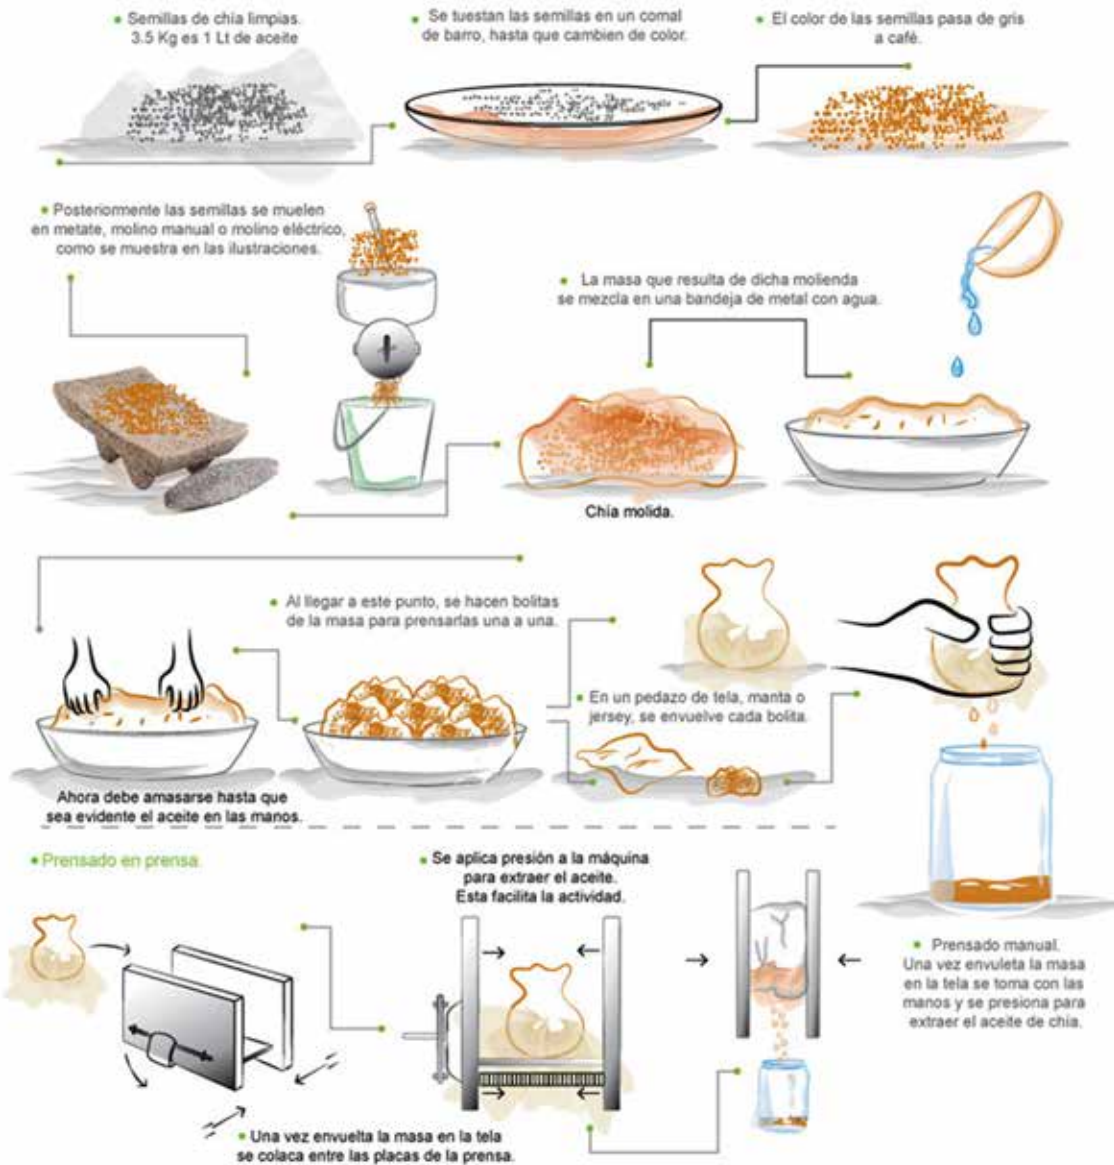 Semillas de chía limpias.
3.5 Kg es 1 Lt de aceite
Se tuestan las semillas en un comal
de barro, hasta que cambien de color.
El color de las semillas pasa de gris
a café.
Posteriormente las semillas se muelen
en metate, molino manual o molino eléctrico,
como se muestra en las ilustraciones.
La masa que resulta de dicha molienda
se mezcla en una bandeja de metal con agua.
Chía molida.
Al llegar a este punto, se hacen bolitas
de la masa para prensarlas una a una.
En un pedazo de tela, manta o
jersey, se envuelve cada bolita.
Ahora debe amasarse hasta que
sea evidente el aceite en las manos.
Prensado en prensa.
Se aplica presión a la máquina
para extraer el aceite.
Esta facilita la actividad.
Prensado manual.
Una vez envuleta la masa
en la tela se toma con las
manos y se presiona para
extraer el aceite de chía.
Una vez envuelta la masa en la tela
se colaca entre las placas de la prensa.